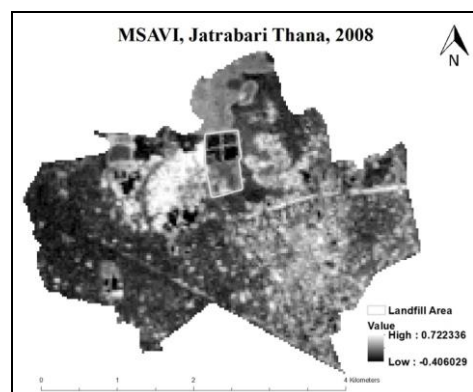 MSAVI, Jatrabari Thana, 2008
N
Landfill Area
Value
High : 0.722336
Low : -0.406029
0 1 2 4 Kilometers